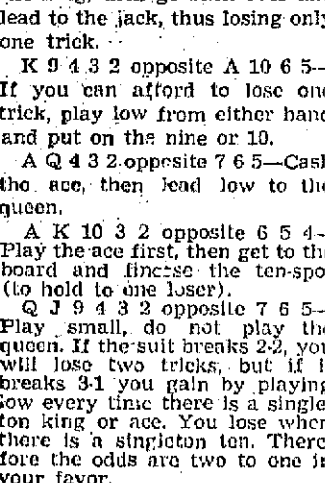 lead to the jack, thus losing only
one trick.
K 9 4 3 2 opposite A 10 6 5—
If you can afford to lose one
trick, play low from either hand
and put on the nine or 10.
A Q 4 3 2 opposite 7 6 5—Cash
the ace, then lead low to the
queen.
A K 10 3 2 opposite 6 5 4—
Play the ace first, then get to the
board and finesse the ten-spot
(to hold to one loser).
Q J 9 4 3 2 opposite 7 6 5—
Play small, do not play the
queen. If the suit breaks 2-2, you
will lose two tricks, but if it
breaks 3-1 you gain by playing
low every time there is a single-
ton king or ace. You lose when
there is a singleton ten. There-
fore the odds are two to one in
your favor.